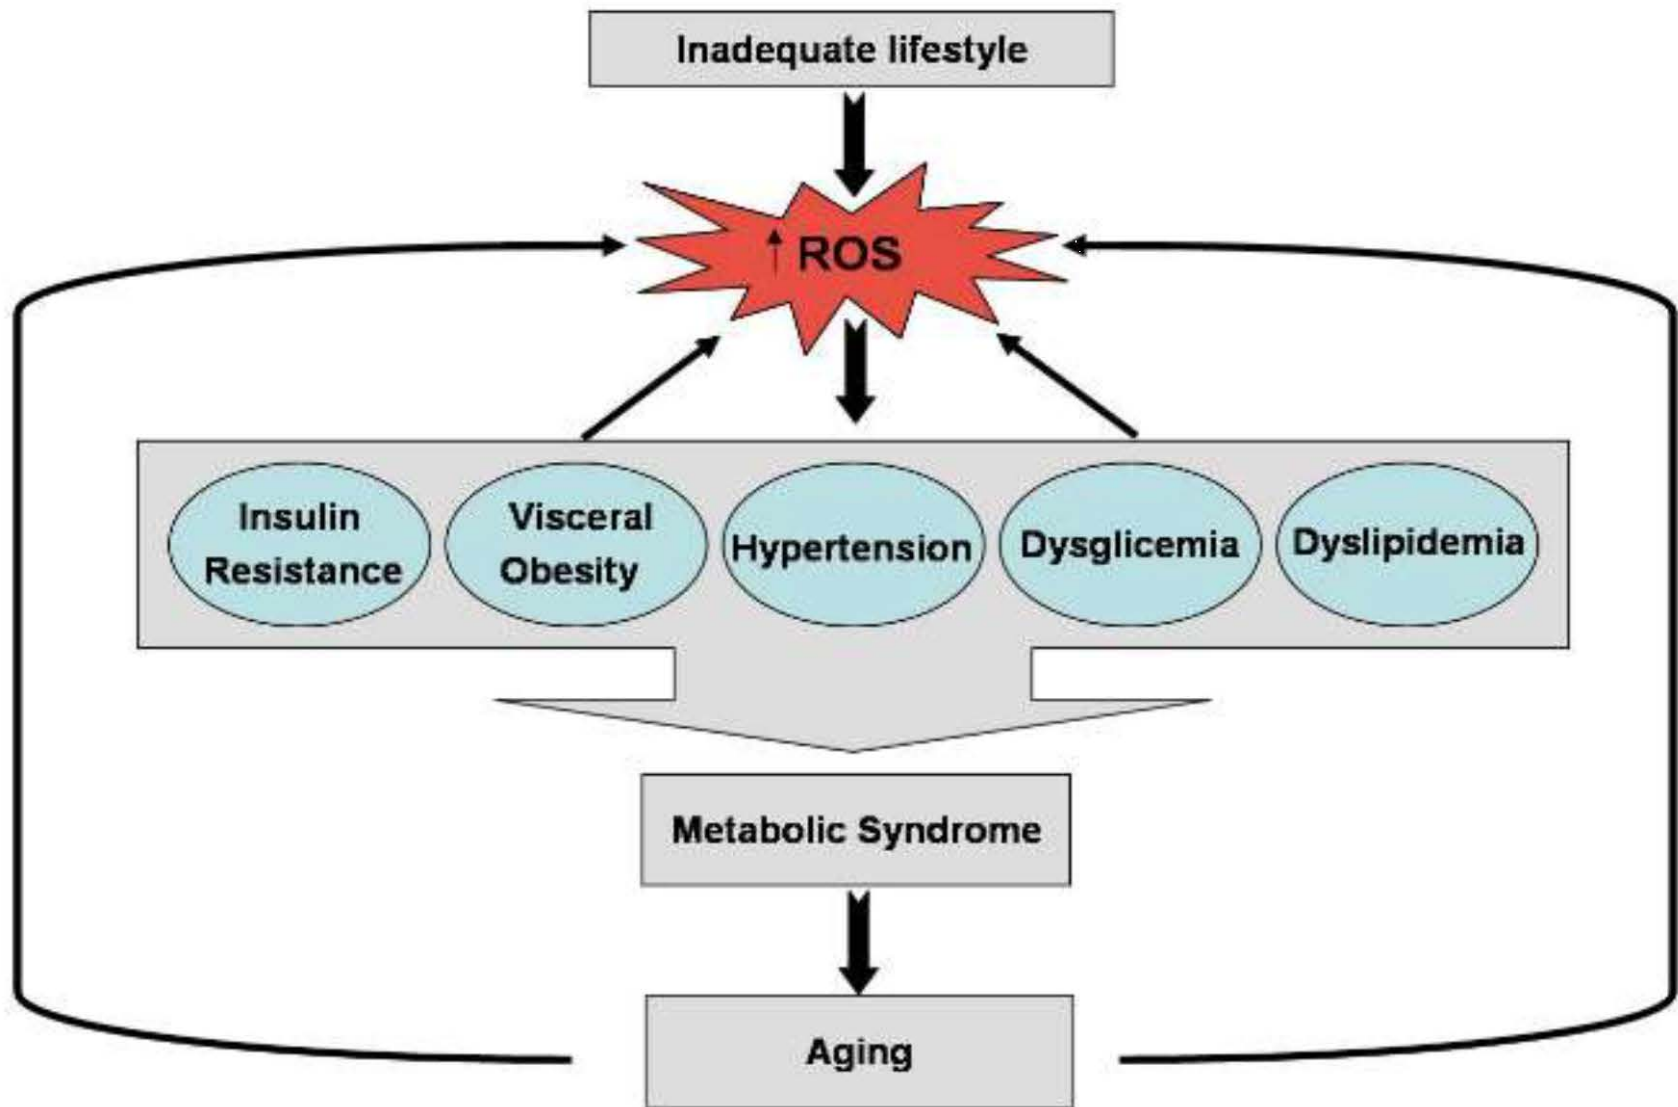 Inadequate lifestyle
↑ ROS
Insulin
Resistance
Visceral
Obesity
Hypertension
Dysglicemia
Dyslipidemia
Metabolic Syndrome
Aging